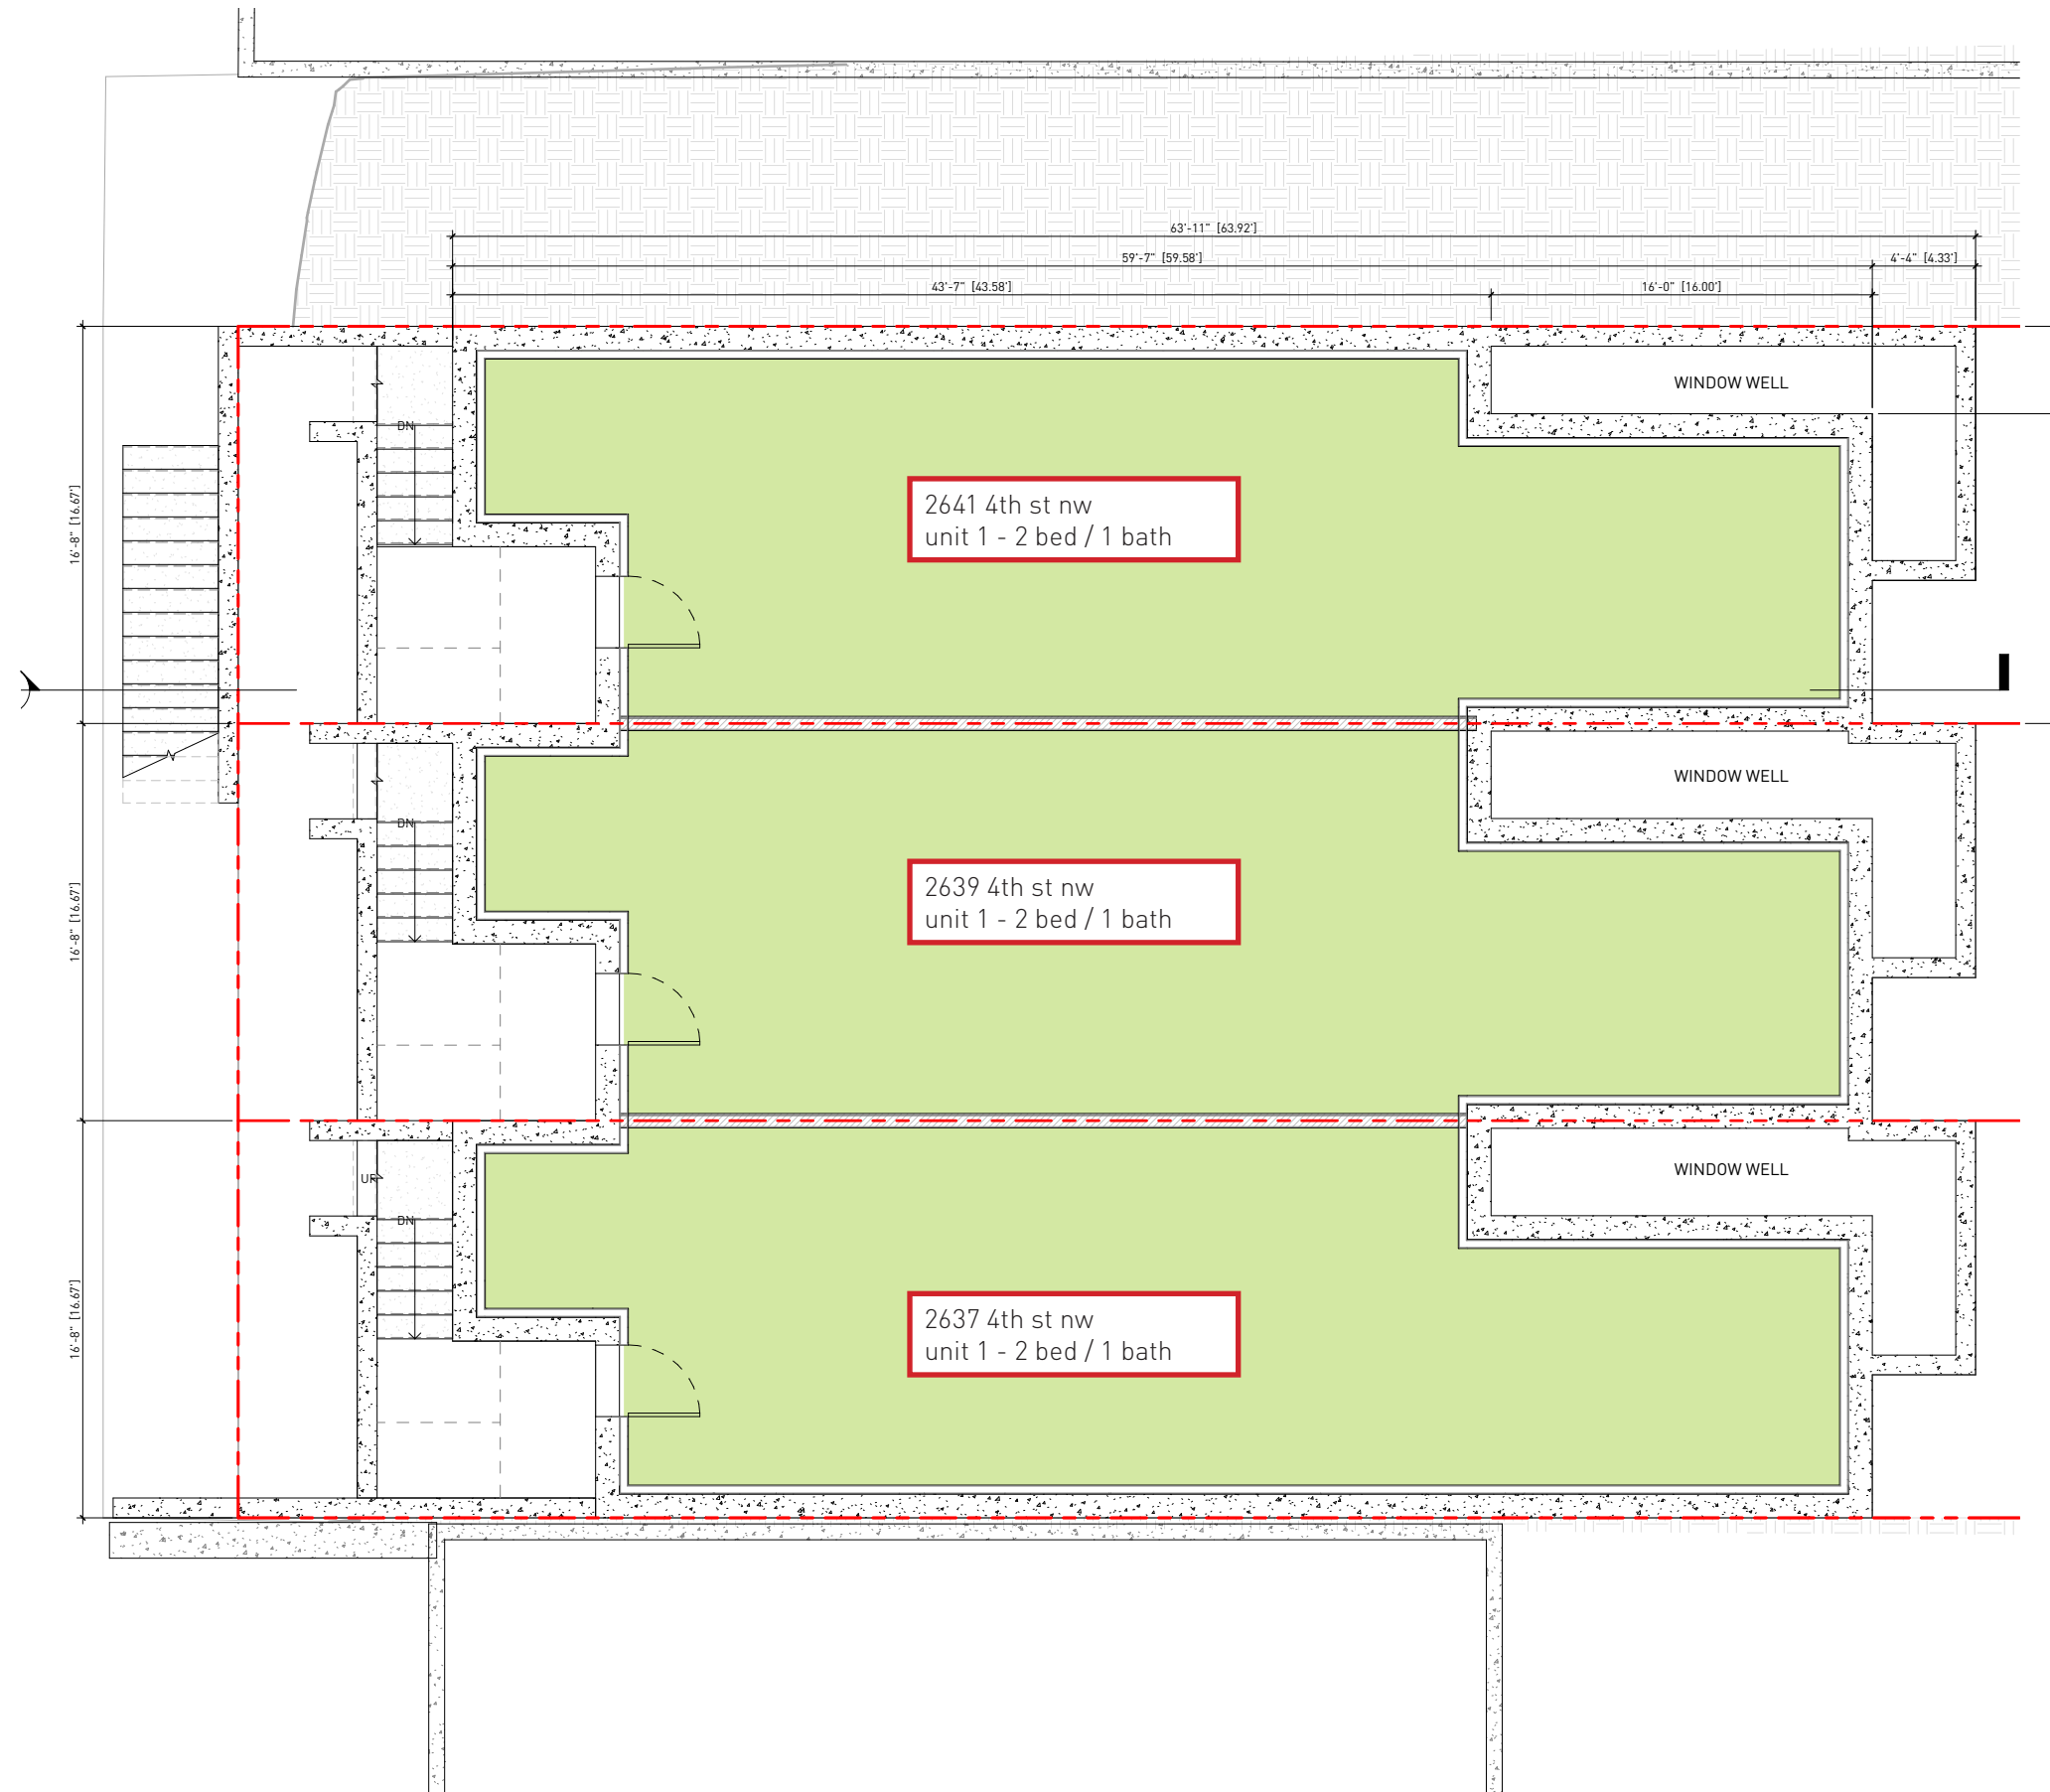 63'-11" [63.92']
59'-7" [59.58']
4'-4" [4.33']
43'-7" [43.58']
16'-0" [16.00']
WINDOW WELL
DN
2641 4th st nw
unit 1 - 2 bed / 1 bath
16'-8" [16.67']
WINDOW WELL
DN
2639 4th st nw
unit 1 - 2 bed / 1 bath
16'-8" [16.67']
WINDOW WELL
UP
DN
2637 4th st nw
unit 1 - 2 bed / 1 bath
16'-8" [16.67']